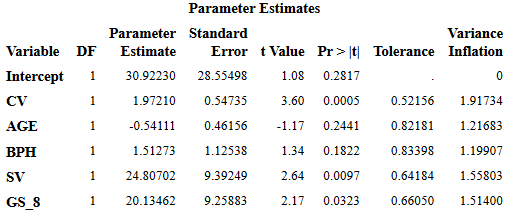 Parameter Estimates
Parameter Standard Variance
Variable DF Estimate Error t Value Pr > |t| Tolerance Inflation
Intercept 1 30.92230 28.55498 1.08 0.2817 . 0
CV 1 1.97210 0.54735 3.60 0.0005 0.52156 1.91734
AGE 1 -0.54111 0.46156 -1.17 0.2441 0.82181 1.21683
BPH 1 1.51273 1.12538 1.34 0.1822 0.83398 1.19907
SV 1 24.80702 9.39249 2.64 0.0097 0.64184 1.55803
GS_8 1 20.13462 9.25883 2.17 0.0323 0.66050 1.51400